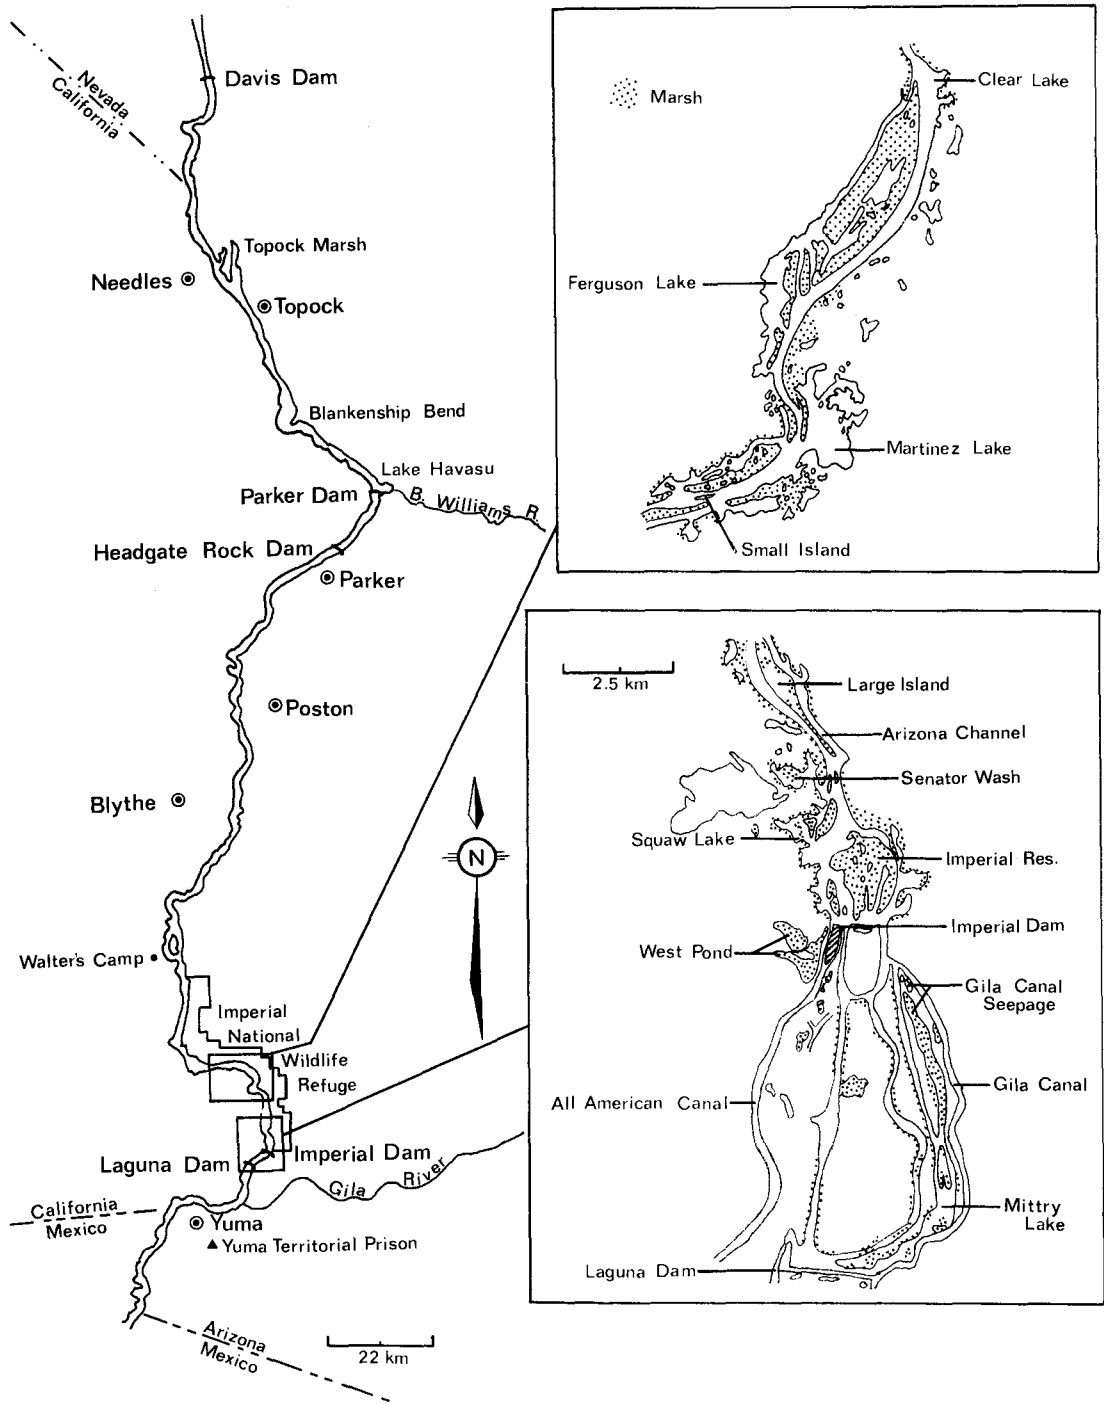 Nevada
California
Davis Dam
Topock Marsh
Needles
Topock
Blankenship Bend
Lake Havasu
Parker Dam
B. Williams R.
Headgate Rock Dam
Parker
Poston
Blythe
N
Walter's Camp
Imperial
National
Wildlife
Refuge
Laguna Dam
Imperial Dam
Gila River
California
Mexico
Yuma
Yuma Territorial Prison
Arizona
Mexico
22 km
Marsh
Clear Lake
Ferguson Lake
Martinez Lake
Small Island
2.5 km
Large Island
Arizona Channel
Senator Wash
Squaw Lake
Imperial Res.
Imperial Dam
West Pond
Gila Canal
Seepage
Gila Canal
All American Canal
Mittry
Lake
Laguna Dam